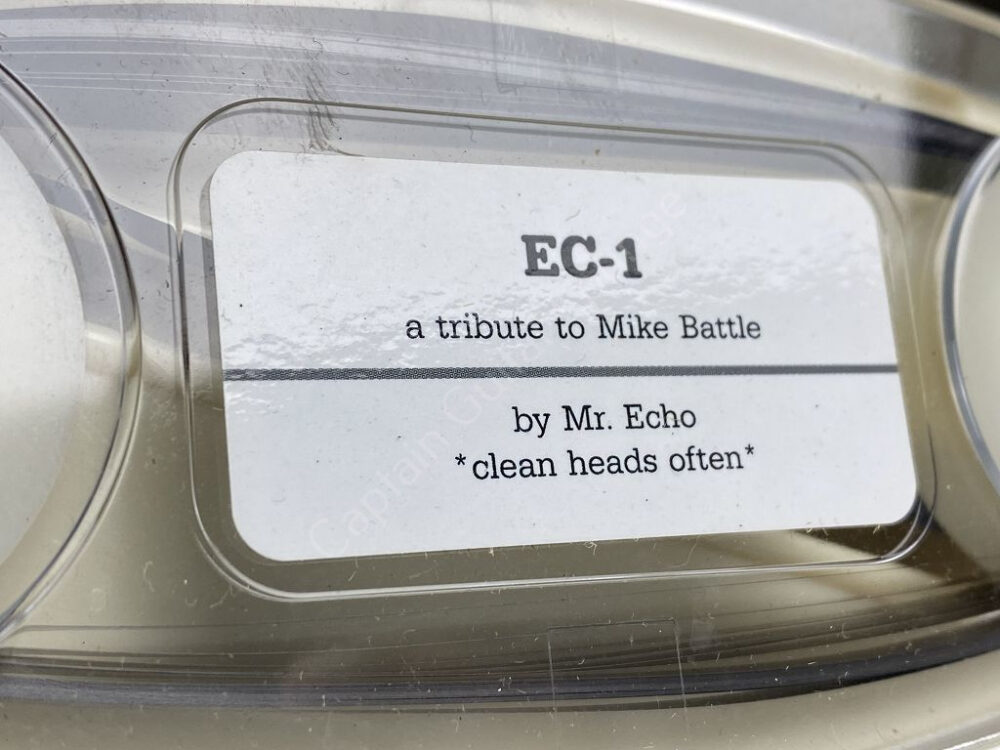 EC-1
a tribute to Mike Battle
by Mr. Echo
*clean heads often*